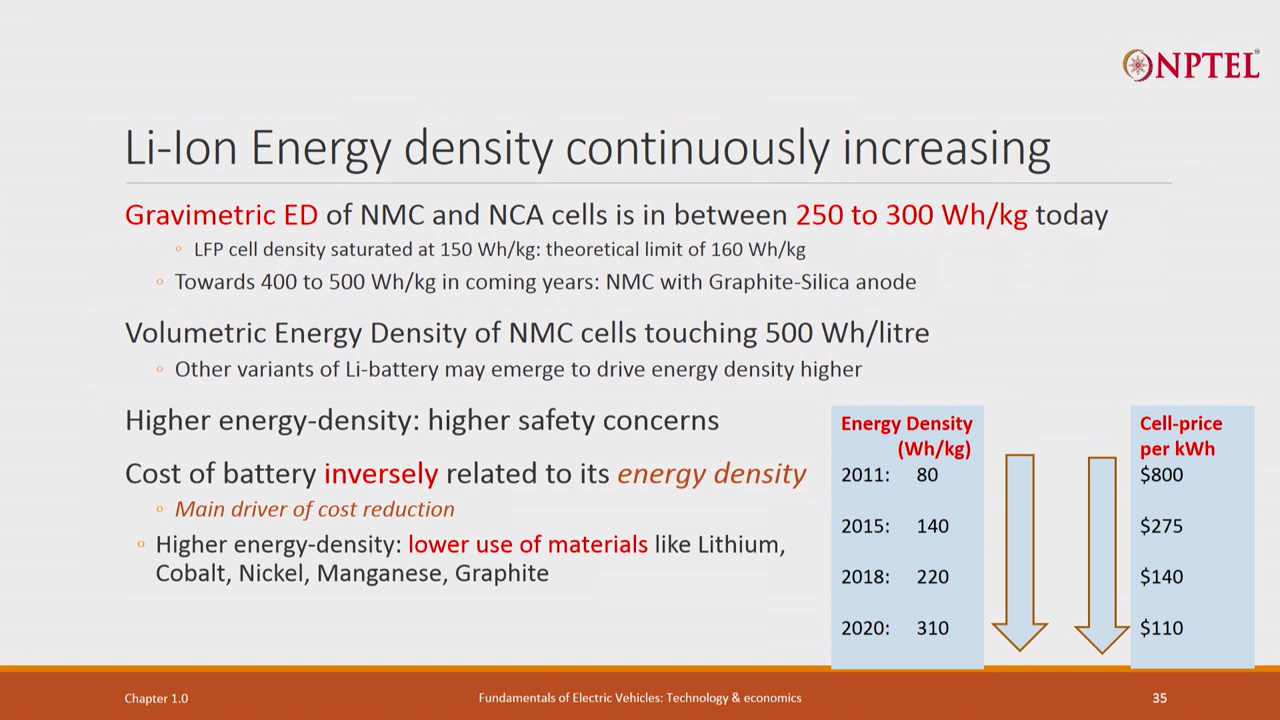 NPTEL
Li-Ion Energy density continuously increasing
Gravimetric ED of NMC and NCA cells is in between 250 to 300 Wh/kg today
◦ LFP cell density saturated at 150 Wh/kg: theoretical limit of 160 Wh/kg
◦ Towards 400 to 500 Wh/kg in coming years: NMC with Graphite-Silica anode
Volumetric Energy Density of NMC cells touching 500 Wh/litre
◦ Other variants of Li-battery may emerge to drive energy density higher
Higher energy-density: higher safety concerns
Cost of battery inversely related to its energy density
◦ Main driver of cost reduction
◦ Higher energy-density: lower use of materials like Lithium,
Cobalt, Nickel, Manganese, Graphite
Energy Density
(Wh/kg)
2011: 80
2015: 140
2018: 220
2020: 310
Cell-price
per kWh
$800
$275
$140
$110
Chapter 1.0
Fundamentals of Electric Vehicles: Technology & economics
35